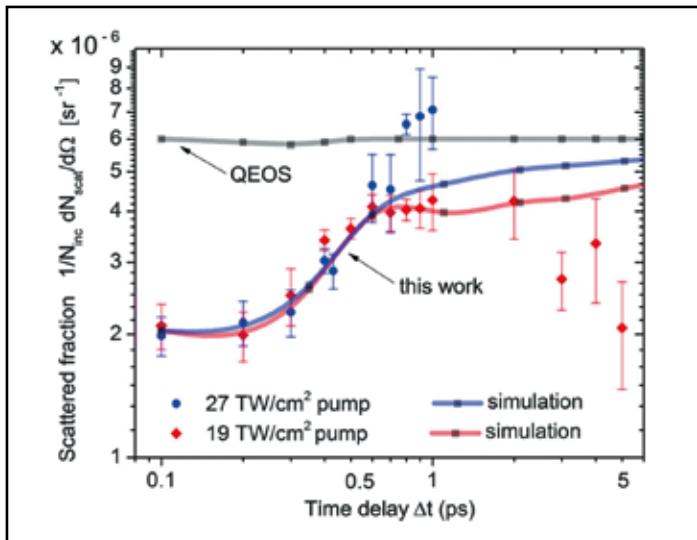 x 10⁻⁶
9
8
7
6
5
4
3
2
1
Scattered fraction 1/N_inc dN_scat/dΩ [sr⁻¹]
QEOS
this work
27 TW/cm² pump simulation
19 TW/cm² pump simulation
0.1 0.5 1 5
Time delay Δt (ps)